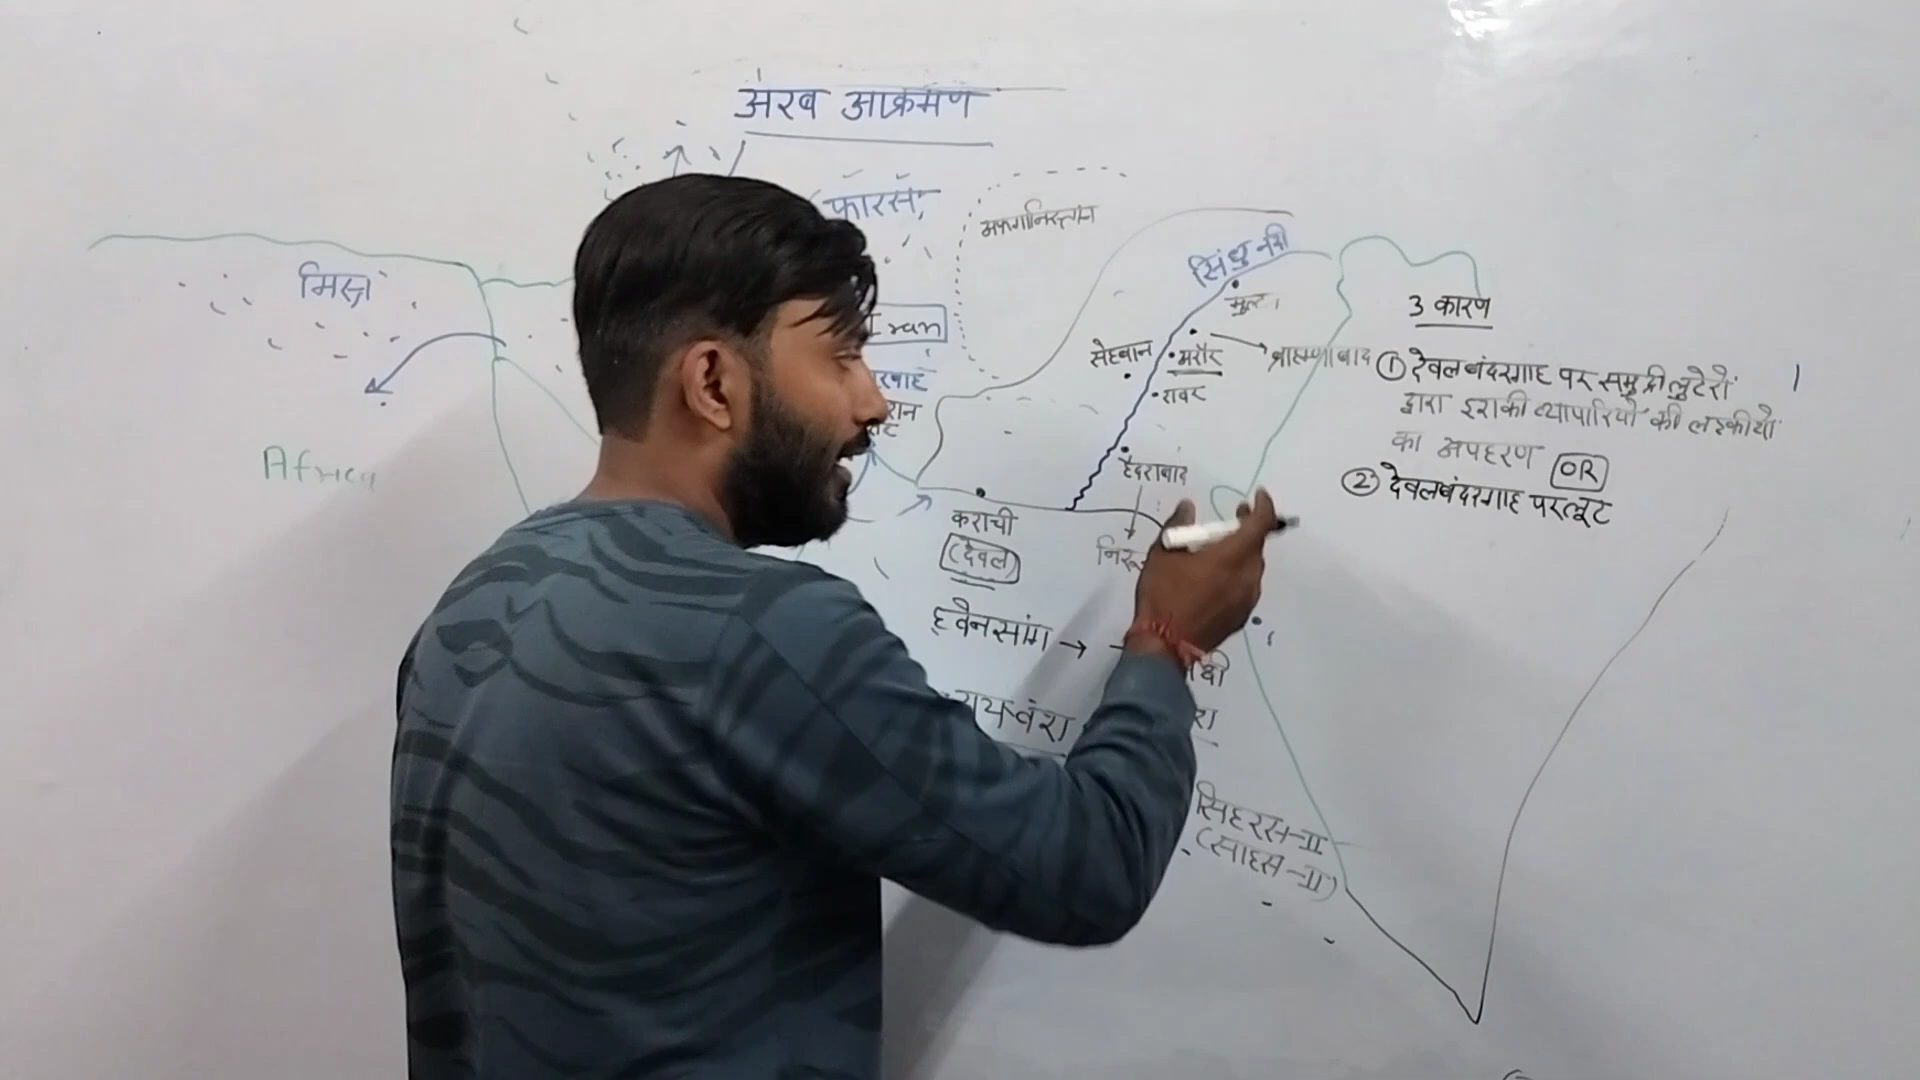 अरब आक्रमण
फारस
अफगानिस्तान
सिंधु नदी
मिस्र
3 कारण
Iran
सेहवान
अरोर
ब्राह्मणाबाद
① देवल बंदरगाह पर समुद्री लुटेरों
रावर
द्वारा इराकी व्यापारियों की लड़कीयों
का अपहरण OR
Africa
हैदराबाद
② देवल बंदरगाह पर लूट
कराची
(देवल)
ह्वेनसांग →
सिहरस-II
(साहस-II)